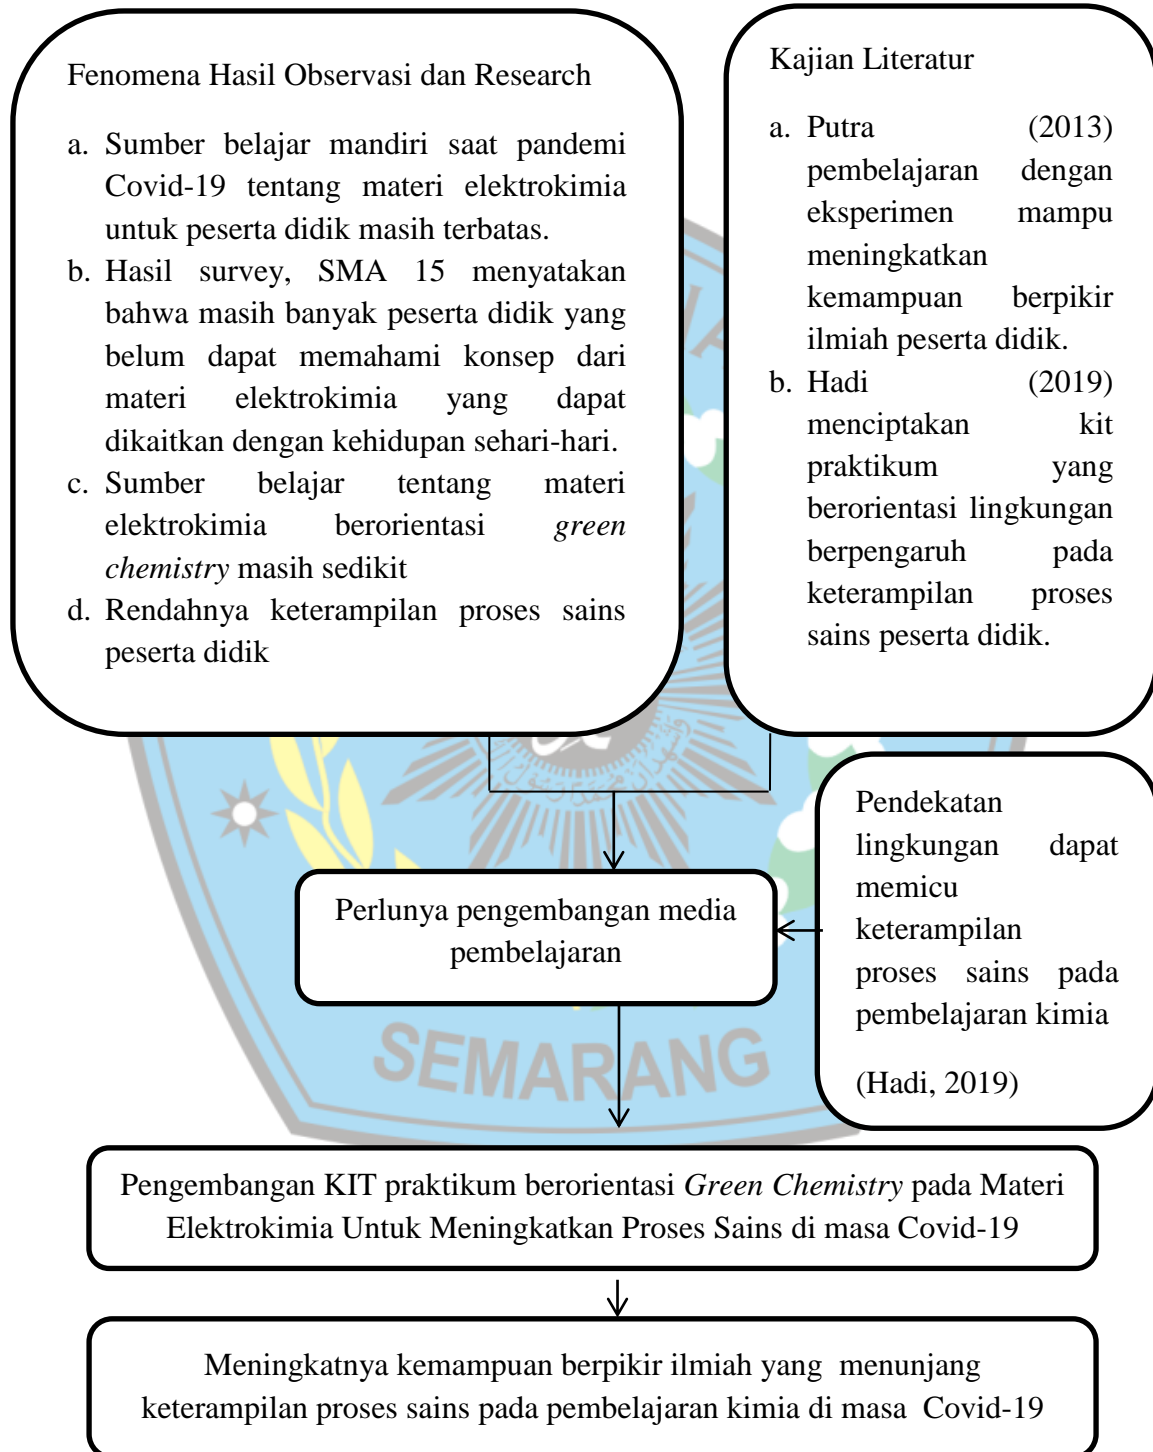 Fenomena Hasil Observasi dan Research
a. Sumber belajar mandiri saat pandemi
Covid-19 tentang materi elektrokimia
untuk peserta didik masih terbatas.
b. Hasil survey, SMA 15 menyatakan
bahwa masih banyak peserta didik yang
belum dapat memahami konsep dari
materi elektrokimia yang dapat
dikaitkan dengan kehidupan sehari-hari.
c. Sumber belajar tentang materi
elektrokimia berorientasi green
chemistry masih sedikit
d. Rendahnya keterampilan proses sains
peserta didik
Kajian Literatur
a. Putra (2013)
pembelajaran dengan
eksperimen mampu
meningkatkan
kemampuan berpikir
ilmiah peserta didik.
b. Hadi (2019)
menciptakan kit
praktikum yang
berorientasi lingkungan
berpengaruh pada
keterampilan proses
sains peserta didik.
Pendekatan
lingkungan dapat
memicu
keterampilan
proses sains pada
pembelajaran kimia
(Hadi, 2019)
Perlunya pengembangan media
pembelajaran
SEMARANG
Pengembangan KIT praktikum berorientasi Green Chemistry pada Materi
Elektrokimia Untuk Meningkatkan Proses Sains di masa Covid-19
Meningkatnya kemampuan berpikir ilmiah yang menunjang
keterampilan proses sains pada pembelajaran kimia di masa Covid-19